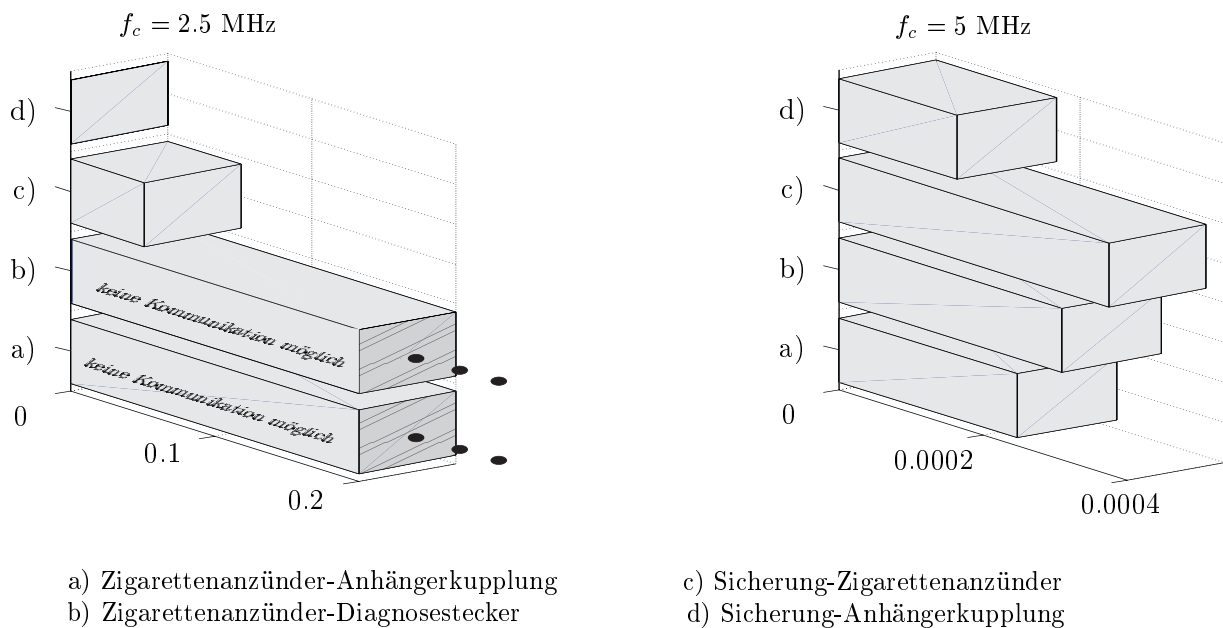 f_c = 2.5 MHz
d)
c)
b)
a)
keine Kommunikation möglich
keine Kommunikation möglich
0
0.1
0.2
f_c = 5 MHz
d)
c)
b)
a)
0
0.0002
0.0004
a) Zigarettenanzünder-Anhängerkupplung
b) Zigarettenanzünder-Diagnosestecker
c) Sicherung-Zigarettenanzünder
d) Sicherung-Anhängerkupplung